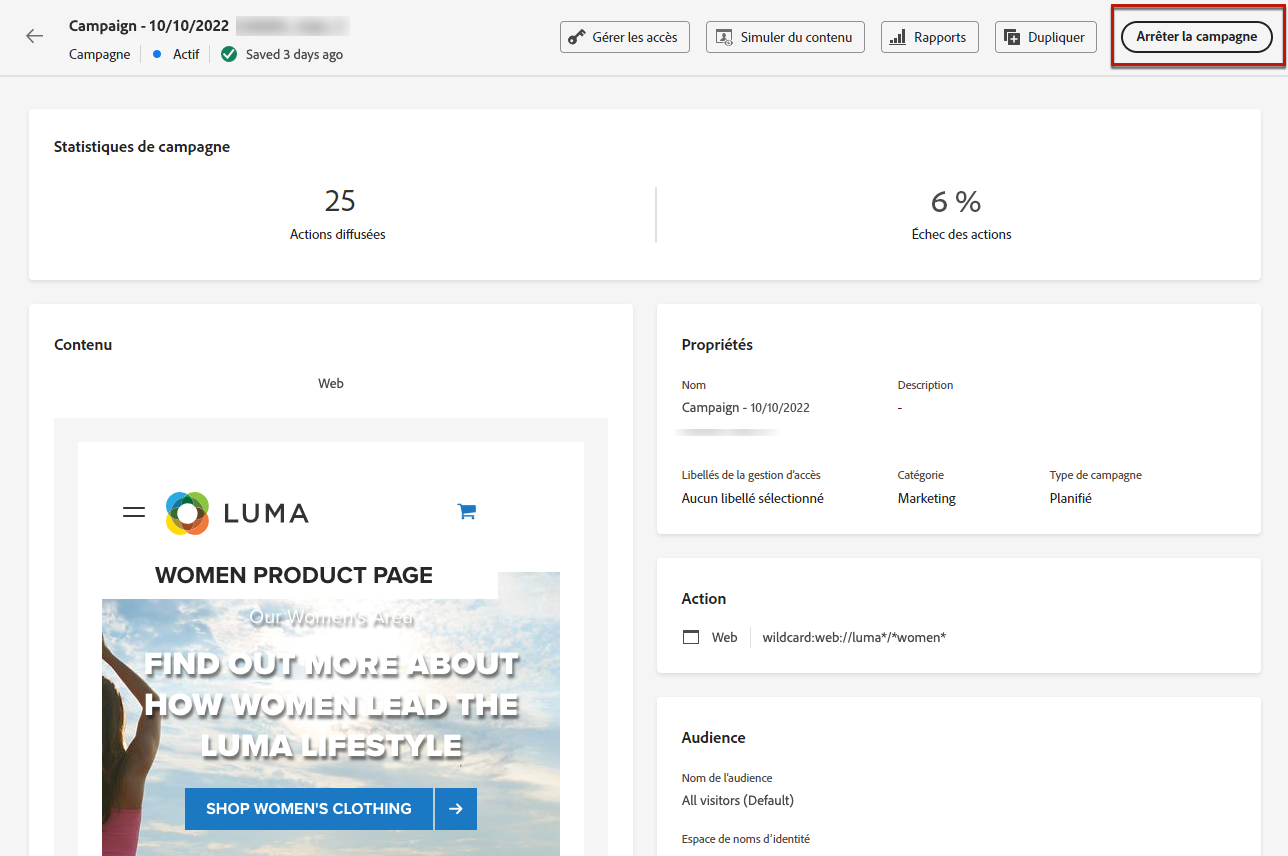 Campaign - 10/10/2022
Campagne Actif Saved 3 days ago
Gérer les accès
Simuler du contenu
Rapports
Dupliquer
Arrêter la campagne
Statistiques de campagne
25
Actions diffusées
6 %
Échec des actions
Contenu
Web
LUMA
WOMEN PRODUCT PAGE
Our Women's Area
FIND OUT MORE ABOUT
HOW WOMEN LEAD THE
LUMA LIFESTYLE
SHOP WOMEN'S CLOTHING
Propriétés
Nom
Campaign - 10/10/2022
Description
-
Libellés de la gestion d'accès
Aucun libellé sélectionné
Catégorie
Marketing
Type de campagne
Planifié
Action
Web wildcard:web://luma*/*women*
Audience
Nom de l'audience
All visitors (Default)
Espace de noms d’identité